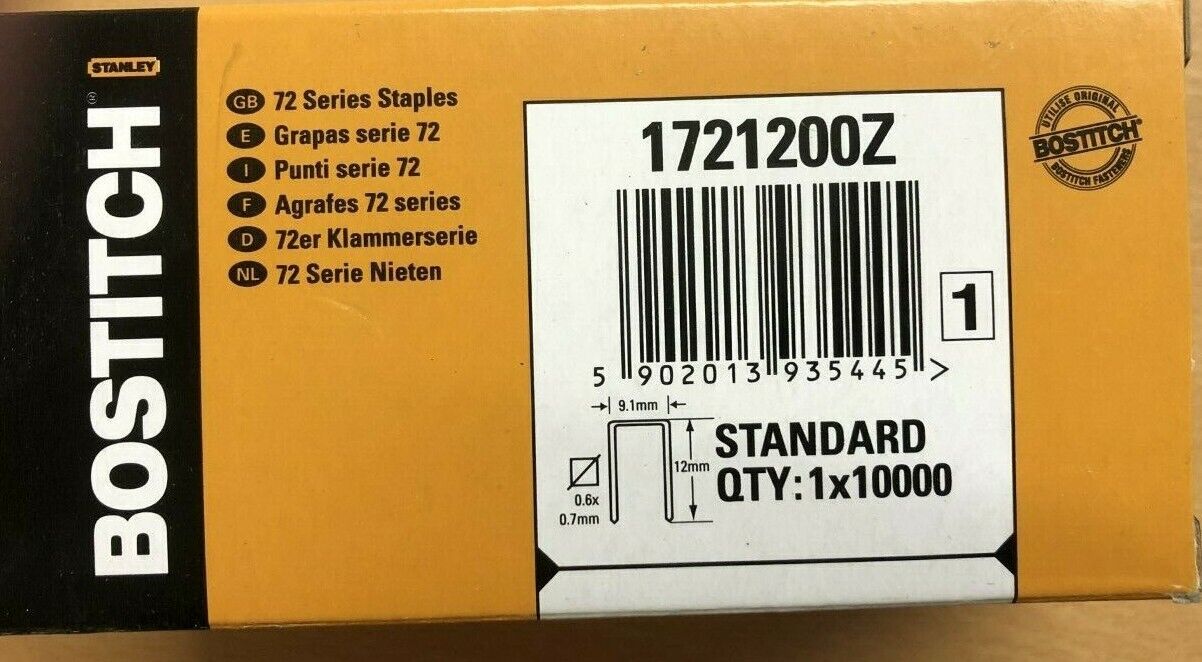 STANLEY
BOSTITCH®
GB 72 Series Staples
E Grapas serie 72
I Punti serie 72
F Agrafes 72 series
D 72er Klammerserie
NL 72 Serie Nieten
1721200Z
5 902013 935445 >
1
9.1mm
12mm
0.6x
0.7mm
STANDARD
QTY: 1x10000
UTILISE ORIGINAL
BOSTITCH®
BOSTITCH FASTENERS